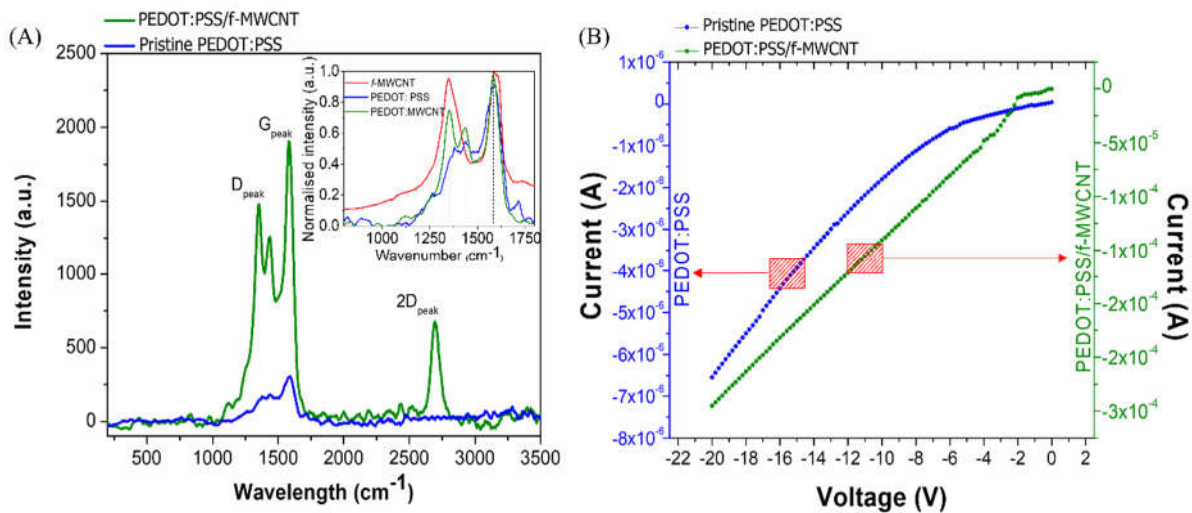 PEDOT:PSS/f-MWCNT
Pristine PEDOT:PSS
(A)
2500
2000
1500
1000
500
0
Intensity (a.u.)
500 1000 1500 2000 2500 3000 3500
Wavelength (cm-1)
D peak
G peak
2D peak
1.0
0.8
0.6
0.4
0.2
0.0
Normalised intensity (a.u.)
f-MWCNT
PEDOT: PSS
PEDOT:MWCNT
1000 1250 1500 1750
Wavenumber (cm-1)
(B)
Pristine PEDOT:PSS
PEDOT:PSS/f-MWCNT
1x10-6
0
-1x10-6
-2x10-6
-3x10-6
-4x10-6
-5x10-6
-6x10-6
-7x10-6
-8x10-6
Current (A)
PEDOT:PSS
-22 -20 -18 -16 -14 -12 -10 -8 -6 -4 -2 0 2
Voltage (V)
0
-5x10-5
-1x10-4
-1x10-4
-2x10-4
-2x10-4
-3x10-4
PEDOT:PSS/f-MWCNT
Current (A)